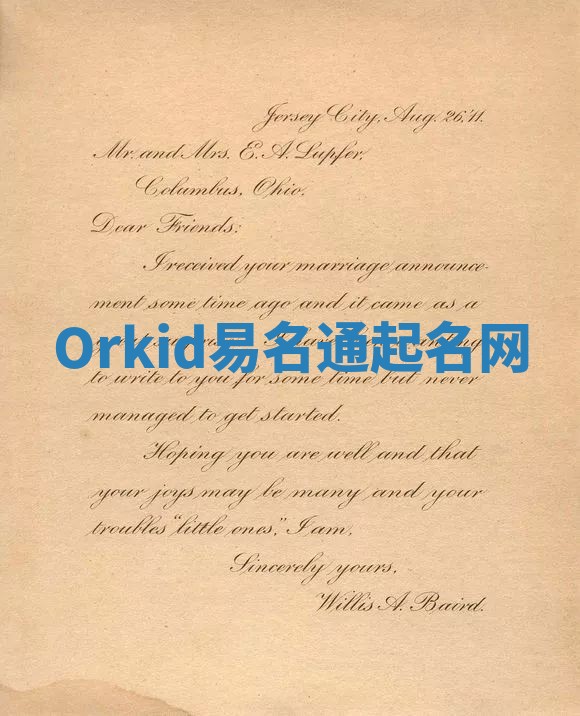 Jersey City, Aug. 26,'11.
Mr. and Mrs. E. A. Lupfer,
Columbus, Ohio.
Dear Friends:
I received your marriage announce-
ment some time ago and it came as a
Orkid易名通起名网
to write to you for some time but never
managed to get started.
Hoping you are well and that
your joys may be many and your
troubles "little ones," I am,
Sincerely yours,
Willis A. Baird.